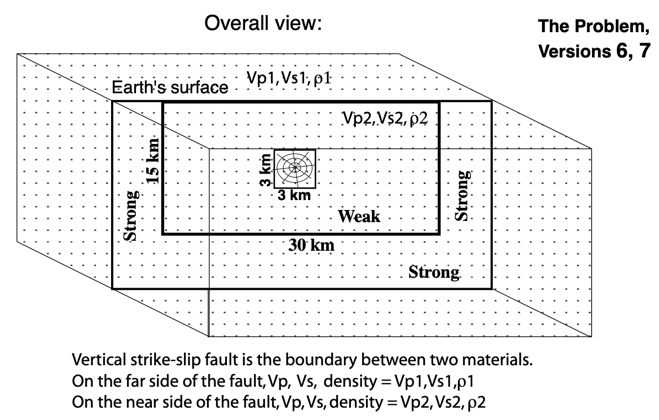 Overall view:
The Problem,
Versions 6, 7
Vp1,Vs1,ρ1
Earth's surface
Vp2,Vs2,ρ2
15 km
3 km
3 km
Strong
Strong
Weak
30 km
Strong
Vertical strike-slip fault is the boundary between two materials.
On the far side of the fault,Vp, Vs, density = Vp1,Vs1,ρ1
On the near side of the fault,Vp,Vs,density = Vp2,Vs2, ρ2